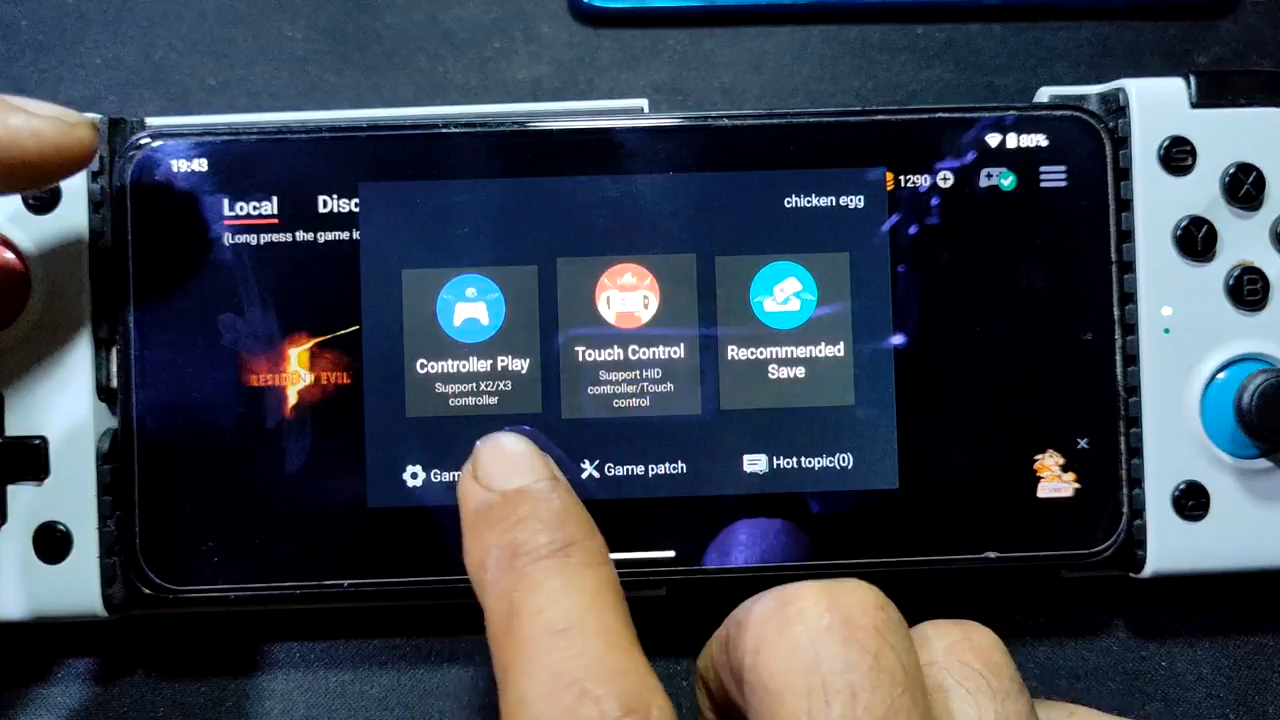 19:43
80%
Local Disc
1290
(Long press the game ic
chicken egg
RESIDENT EVIL
5
Controller Play
Support X2/X3
controller
Touch Control
Support HID
controller/Touch
control
Recommended
Save
Gam
Game patch
Hot topic(0)
S
X
Y
B